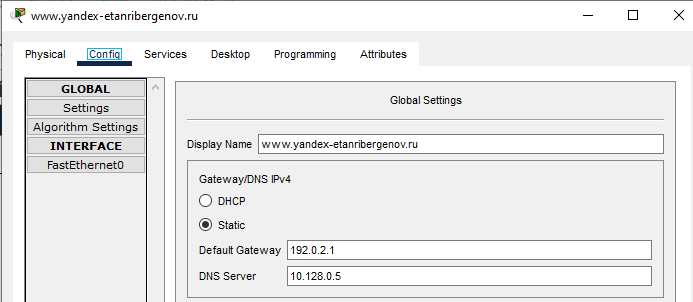 www.yandex-etanribergenov.ru
Physical Config Services Desktop Programming Attributes
GLOBAL
Settings
Algorithm Settings
INTERFACE
FastEthernet0
Global Settings
Display Name www.yandex-etanribergenov.ru
Gateway/DNS IPv4
DHCP
Static
Default Gateway 192.0.2.1
DNS Server 10.128.0.5